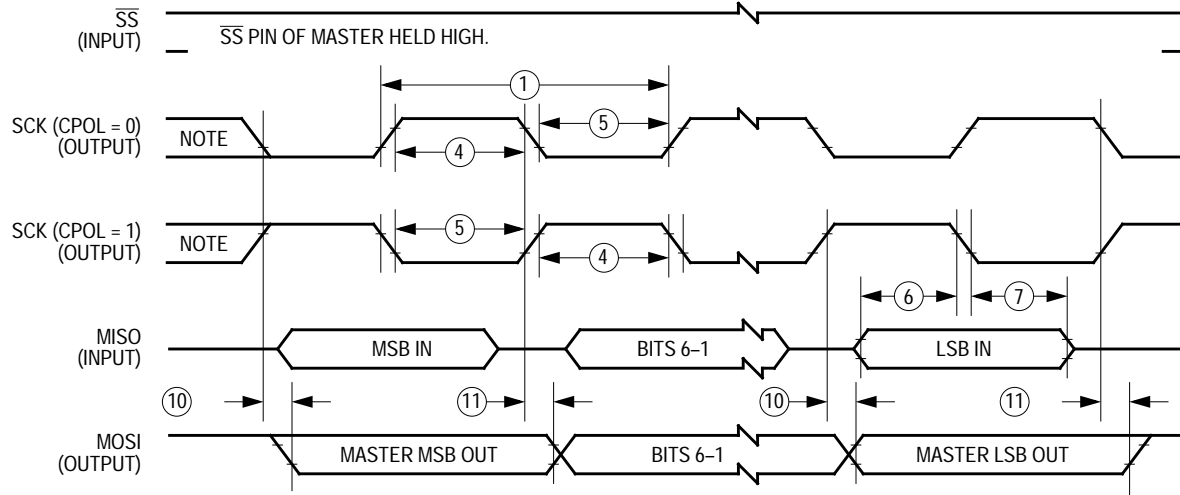 SS
(INPUT)
SS PIN OF MASTER HELD HIGH.
1
SCK (CPOL = 0)
(OUTPUT)
NOTE
5
4
SCK (CPOL = 1)
(OUTPUT)
NOTE
5
4
6
7
MISO
(INPUT)
MSB IN
BITS 6–1
LSB IN
10
11
10
11
MOSI
(OUTPUT)
MASTER MSB OUT
BITS 6–1
MASTER LSB OUT